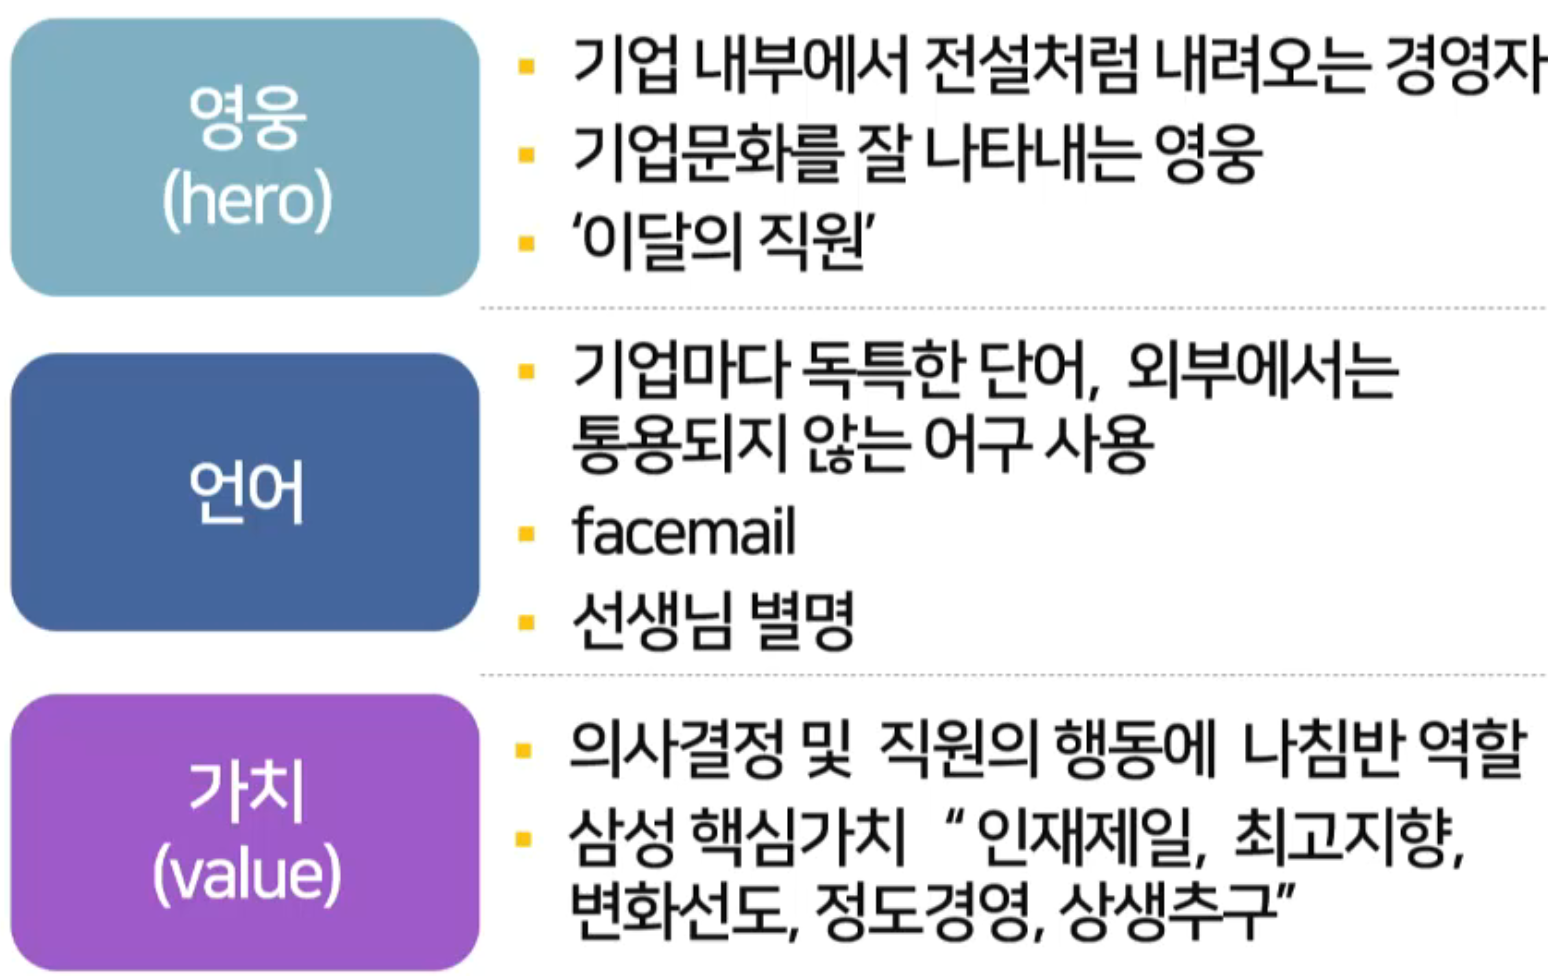 영웅
(hero)
▪ 기업 내부에서 전설처럼 내려오는 경영자
▪ 기업문화를 잘 나타내는 영웅
▪ ‘이달의 직원’
언어
▪ 기업마다 독특한 단어, 외부에서는
통용되지 않는 어구 사용
▪ facemail
▪ 선생님 별명
가치
(value)
▪ 의사결정 및 직원의 행동에 나침반 역할
▪ 삼성 핵심가치 “ 인재제일, 최고지향,
변화선도, 정도경영, 상생추구”